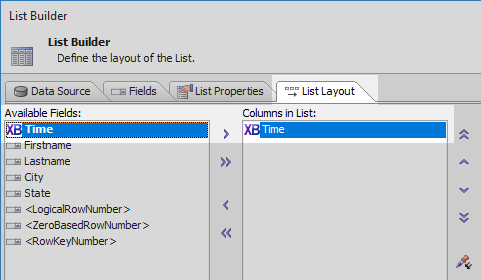 List Builder
List Builder
Define the layout of the List.
Data Source
Fields
List Properties
List Layout
Available Fields:
Columns in List:
XB Time
XB Time
Firstname
Lastname
City
State
<LogicalRowNumber>
<ZeroBasedRowNumber>
<RowKeyNumber>